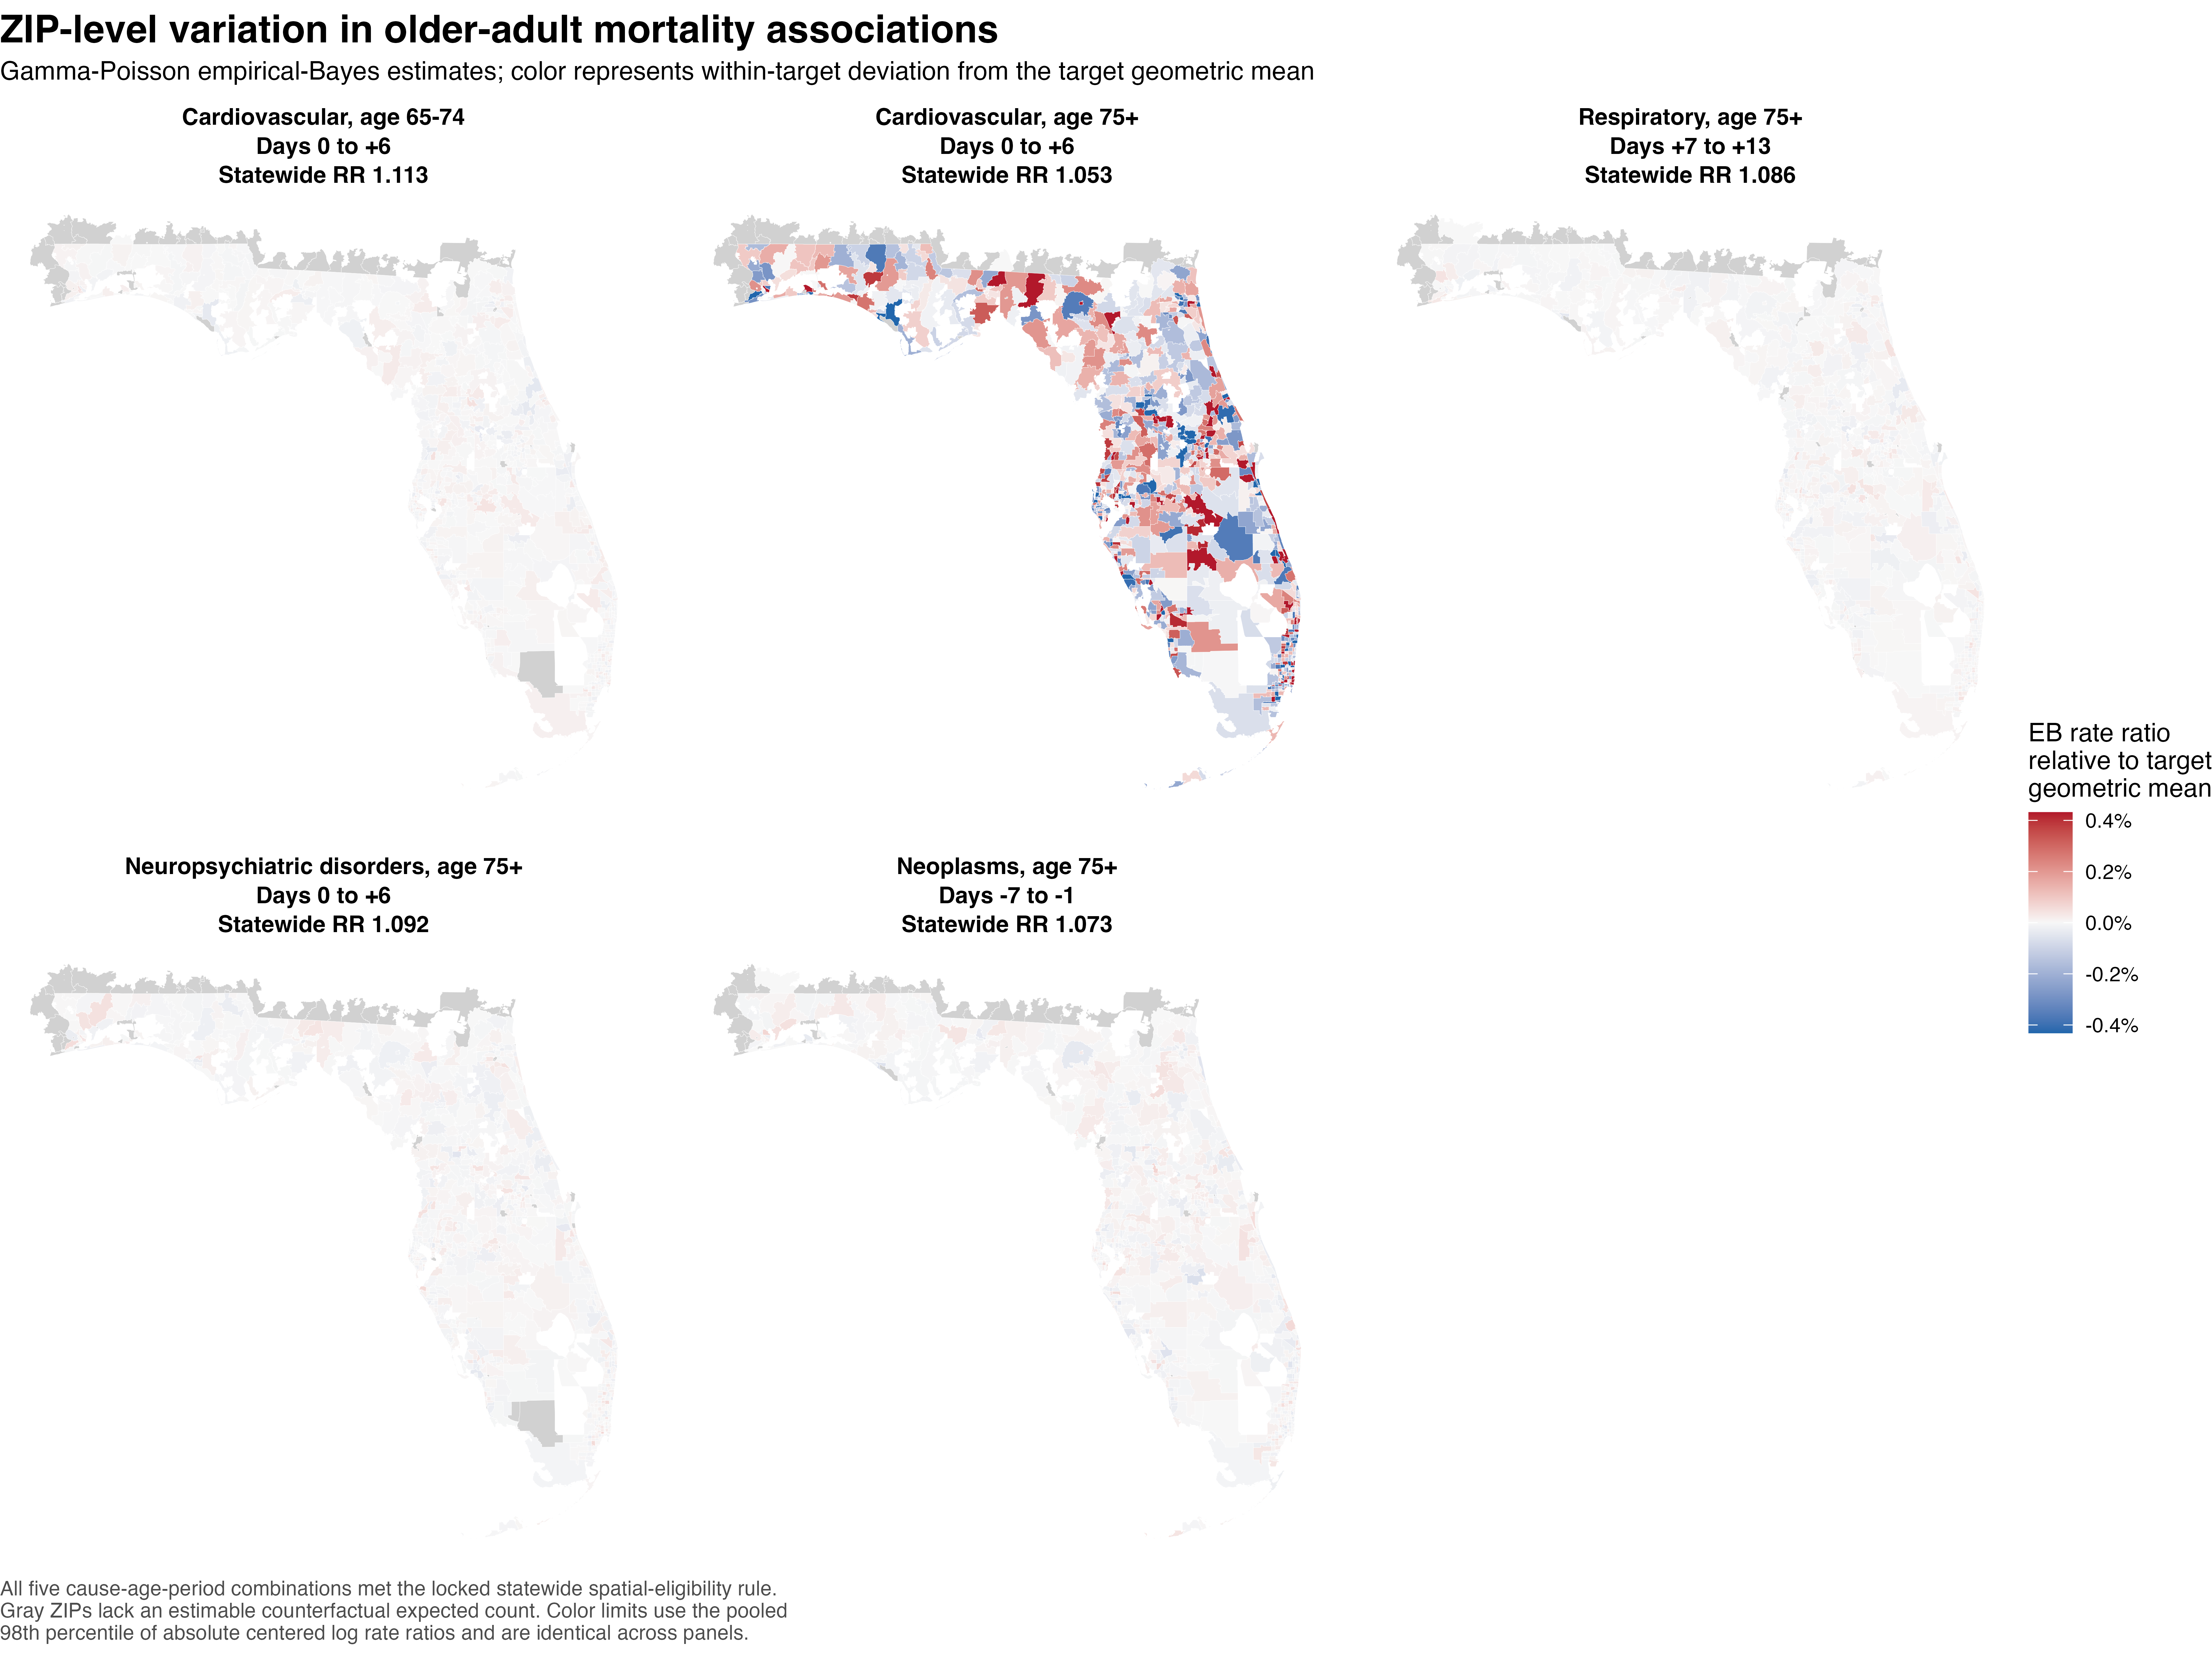 ZIP-level variation in older-adult mortality associations
Gamma-Poisson empirical-Bayes estimates; color represents within-target deviation from the target geometric mean
Cardiovascular, age 65-74
Days 0 to +6
Statewide RR 1.113
Cardiovascular, age 75+
Days 0 to +6
Statewide RR 1.053
Respiratory, age 75+
Days +7 to +13
Statewide RR 1.086
EB rate ratio
relative to target
geometric mean
0.4%
0.2%
0.0%
-0.2%
-0.4%
Neuropsychiatric disorders, age 75+
Days 0 to +6
Statewide RR 1.092
Neoplasms, age 75+
Days -7 to -1
Statewide RR 1.073
All five cause-age-period combinations met the locked statewide spatial-eligibility rule.
Gray ZIPs lack an estimable counterfactual expected count. Color limits use the pooled
98th percentile of absolute centered log rate ratios and are identical across panels.